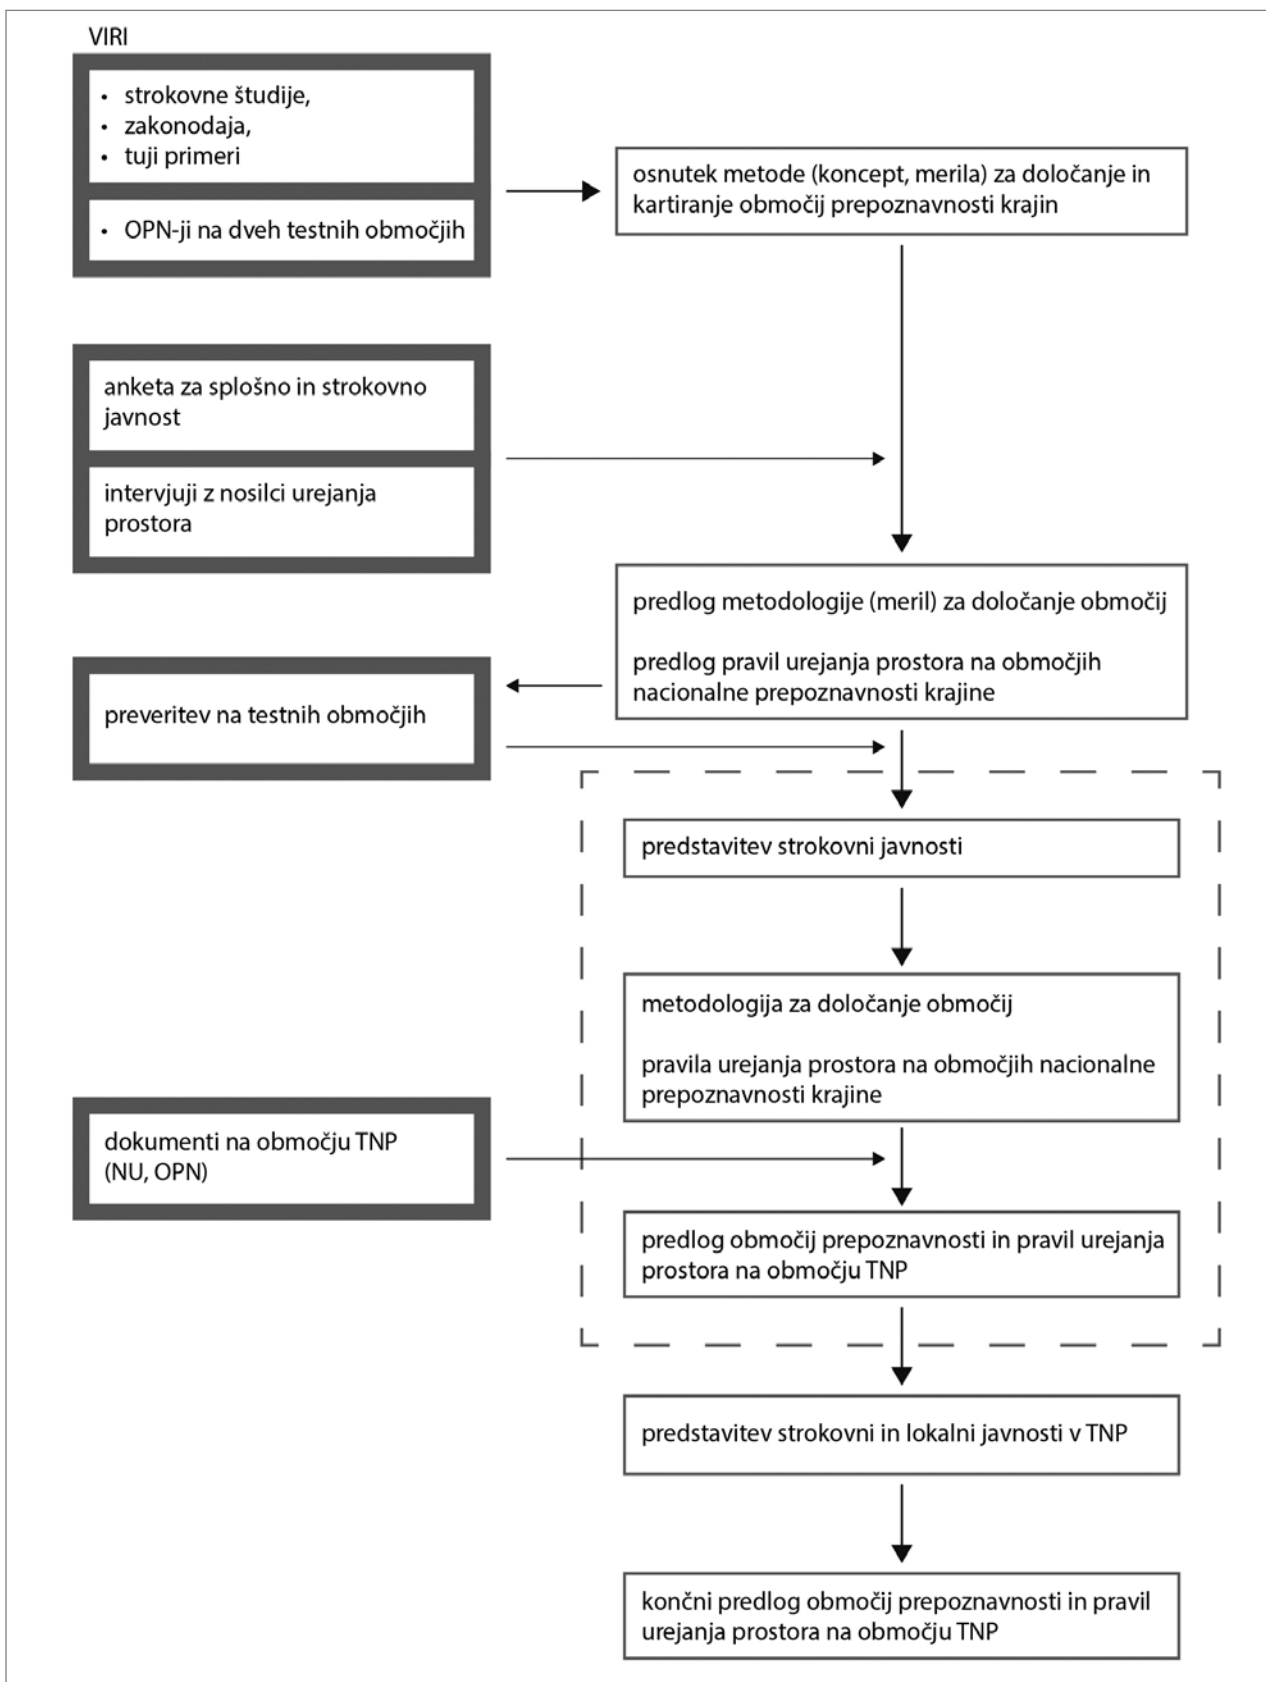 VIRI
• strokovne študije,
• zakonodaja,
• tuji primeri
• OPN-ji na dveh testnih območjih
osnutek metode (koncept, merila) za določanje in
kartiranje območij prepoznavnosti krajin
anketa za splošno in strokovno
javnost
intervjuji z nosilci urejanja
prostora
predlog metodologije (meril) za določanje območij
predlog pravil urejanja prostora na območjih
nacionalne prepoznavnosti krajine
preveritev na testnih območjih
predstavitev strokovni javnosti
metodologija za določanje območij
pravila urejanja prostora na območjih nacionalne
prepoznavnosti krajine
dokumenti na območju TNP
(NU, OPN)
predlog območij prepoznavnosti in pravil urejanja
prostora na območju TNP
predstavitev strokovni in lokalni javnosti v TNP
končni predlog območij prepoznavnosti in pravil
urejanja prostora na območju TNP